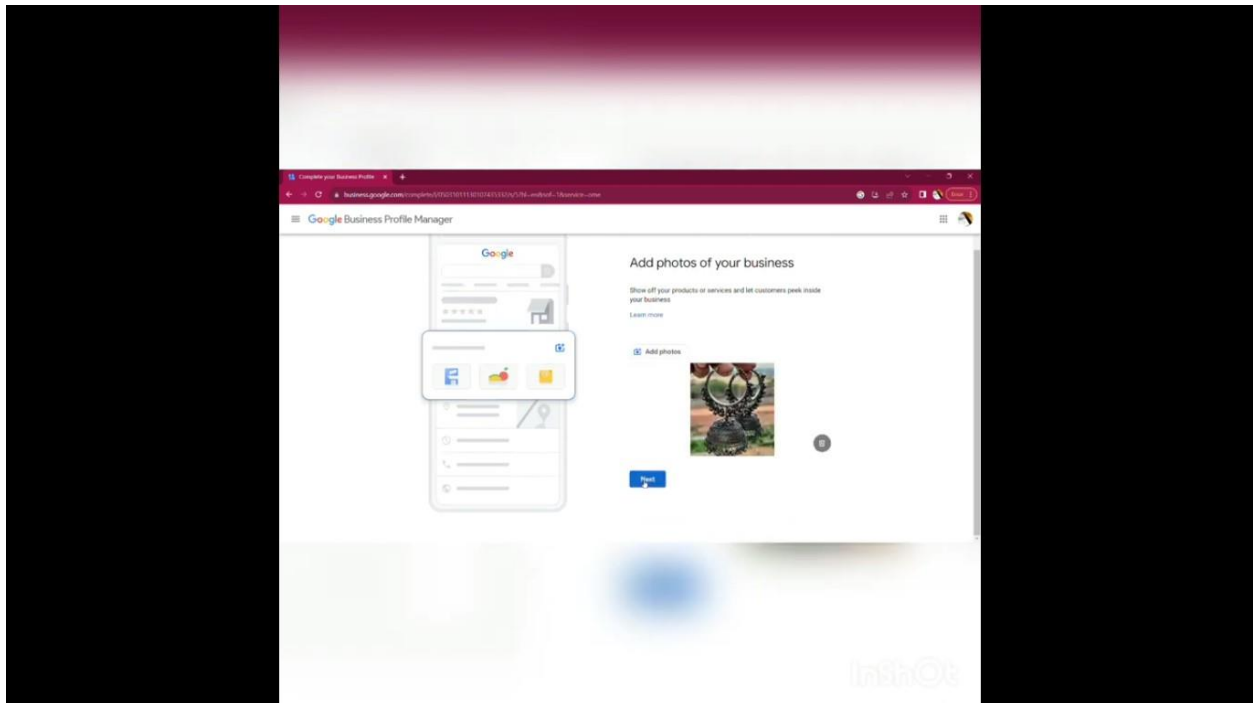 Complete your Business Profile
Google Business Profile Manager
Google
Add photos of your business
Show off your products or services and let customers peek inside
your business
Learn more
Add photos
Next
InShOt